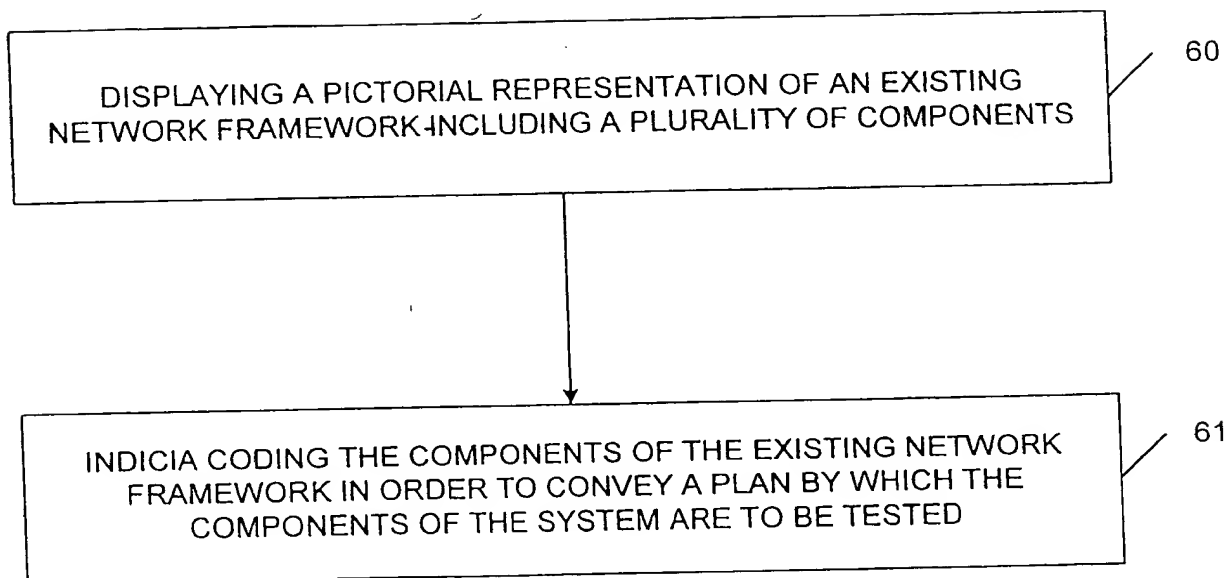 DISPLAYING A PICTORIAL REPRESENTATION OF AN EXISTING
NETWORK FRAMEWORK INCLUDING A PLURALITY OF COMPONENTS
60
INDICIA CODING THE COMPONENTS OF THE EXISTING NETWORK
FRAMEWORK IN ORDER TO CONVEY A PLAN BY WHICH THE
COMPONENTS OF THE SYSTEM ARE TO BE TESTED
61